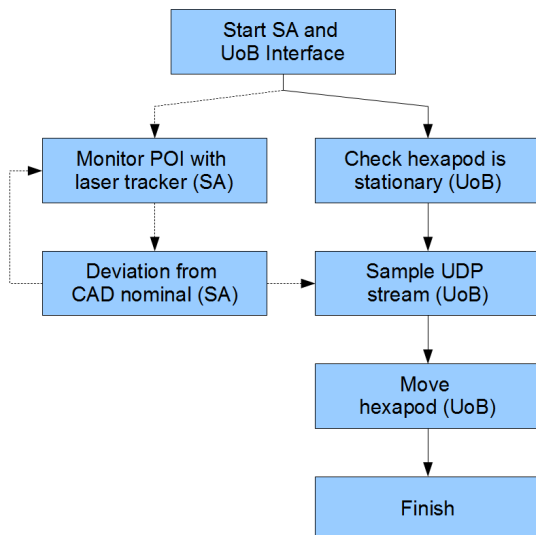 Start SA and
UoB Interface
Monitor POI with
laser tracker (SA)
Check hexapod is
stationary (UoB)
Deviation from
CAD nominal (SA)
Sample UDP
stream (UoB)
Move
hexapod (UoB)
Finish